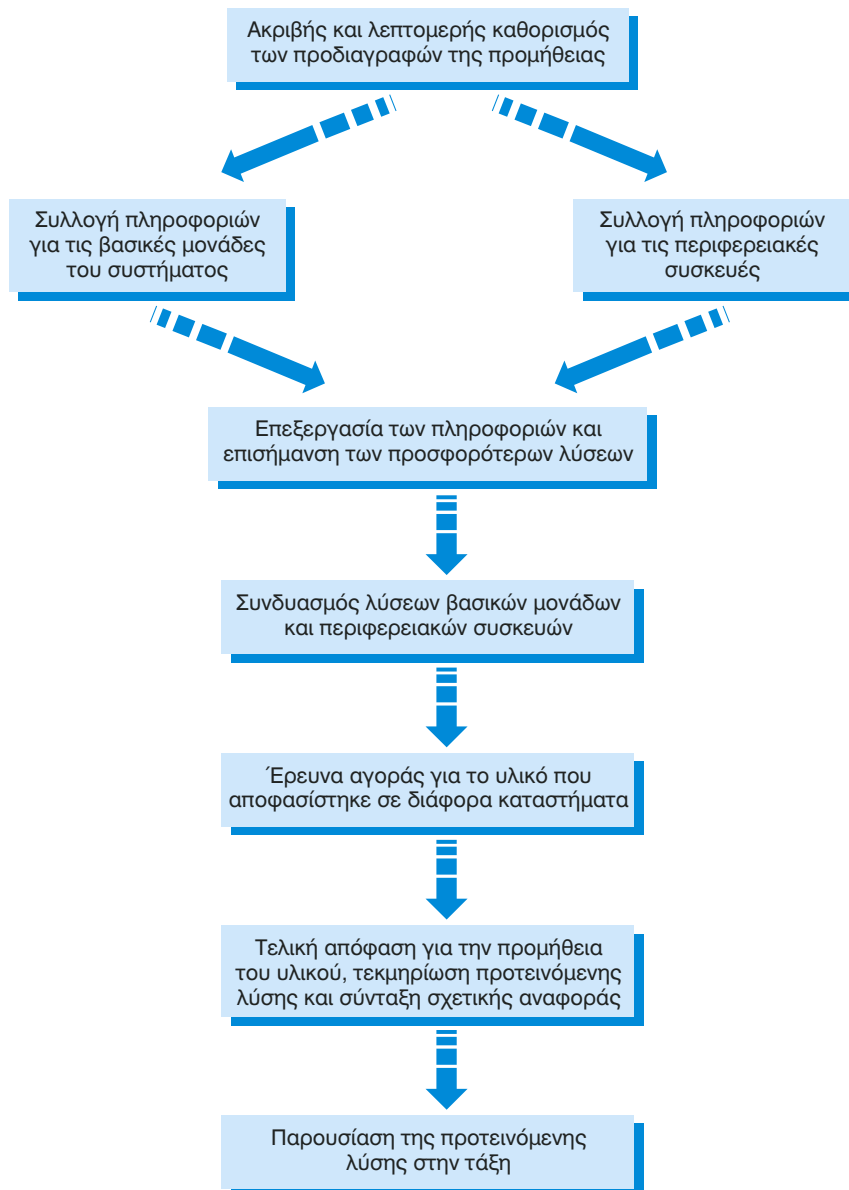 Ακριβής και λεπτομερής καθορισμός
των προδιαγραφών της προμήθειας
Συλλογή πληροφοριών
για τις βασικές μονάδες
του συστήματος
Συλλογή πληροφοριών
για τις περιφερειακές
συσκευές
Επεξεργασία των πληροφοριών και
επισήμανση των προσφορότερων λύσεων
Συνδυασμός λύσεων βασικών μονάδων
και περιφερειακών συσκευών
Έρευνα αγοράς για το υλικό που
αποφασίστηκε σε διάφορα καταστήματα
Τελική απόφαση για την προμήθεια
του υλικού, τεκμηρίωση προτεινόμενης
λύσης και σύνταξη σχετικής αναφοράς
Παρουσίαση της προτεινόμενης
λύσης στην τάξη